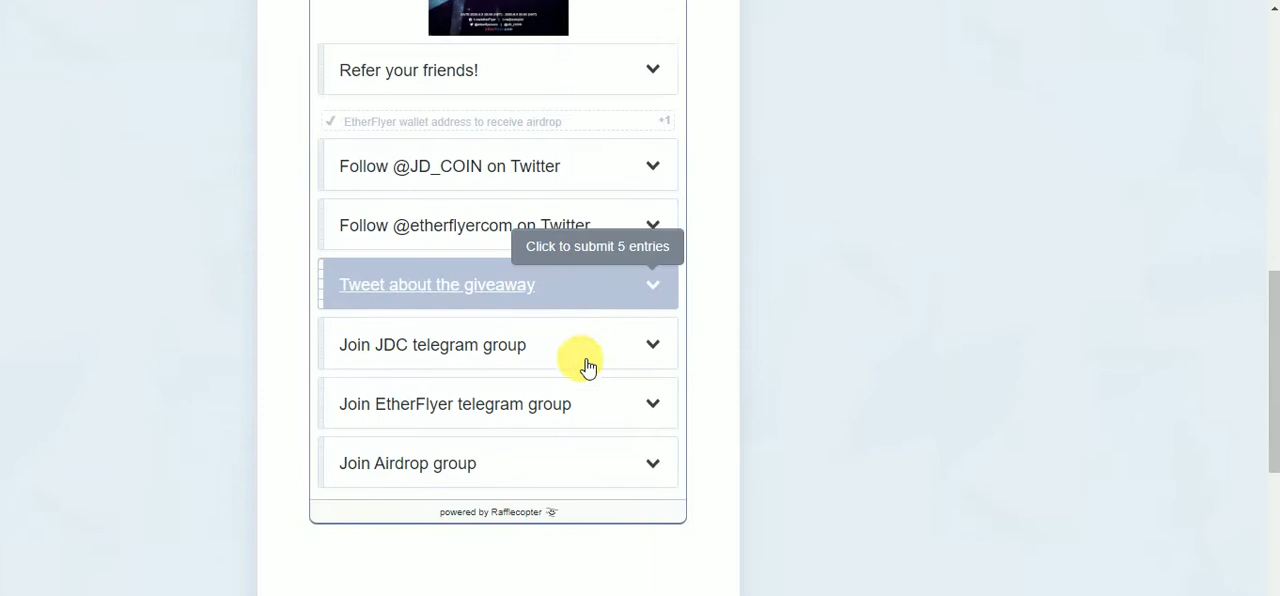 Refer your friends!
EtherFlyer wallet address to receive airdrop +1
Follow @JD_COIN on Twitter
Follow @etherflyercom on Twitter
Click to submit 5 entries
Tweet about the giveaway
Join JDC telegram group
Join EtherFlyer telegram group
Join Airdrop group
powered by Rafflecopter